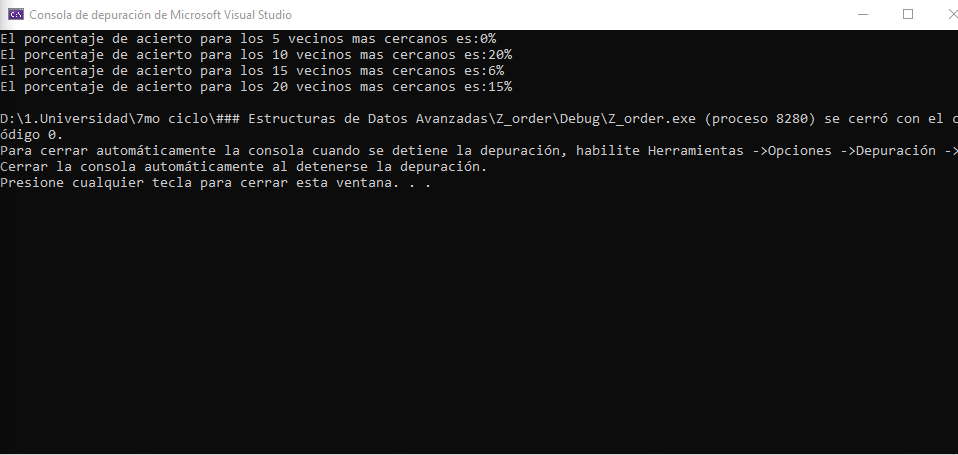 Consola de depuración de Microsoft Visual Studio
El porcentaje de acierto para los 5 vecinos mas cercanos es:0%
El porcentaje de acierto para los 10 vecinos mas cercanos es:20%
El porcentaje de acierto para los 15 vecinos mas cercanos es:6%
El porcentaje de acierto para los 20 vecinos mas cercanos es:15%
D:\1.Universidad\7mo ciclo\### Estructuras de Datos Avanzadas\Z_order\Debug\Z_order.exe (proceso 8280) se cerró con el c
ódigo 0.
Para cerrar automáticamente la consola cuando se detiene la depuración, habilite Herramientas ->Opciones ->Depuración ->
Cerrar la consola automáticamente al detenerse la depuración.
Presione cualquier tecla para cerrar esta ventana. . .